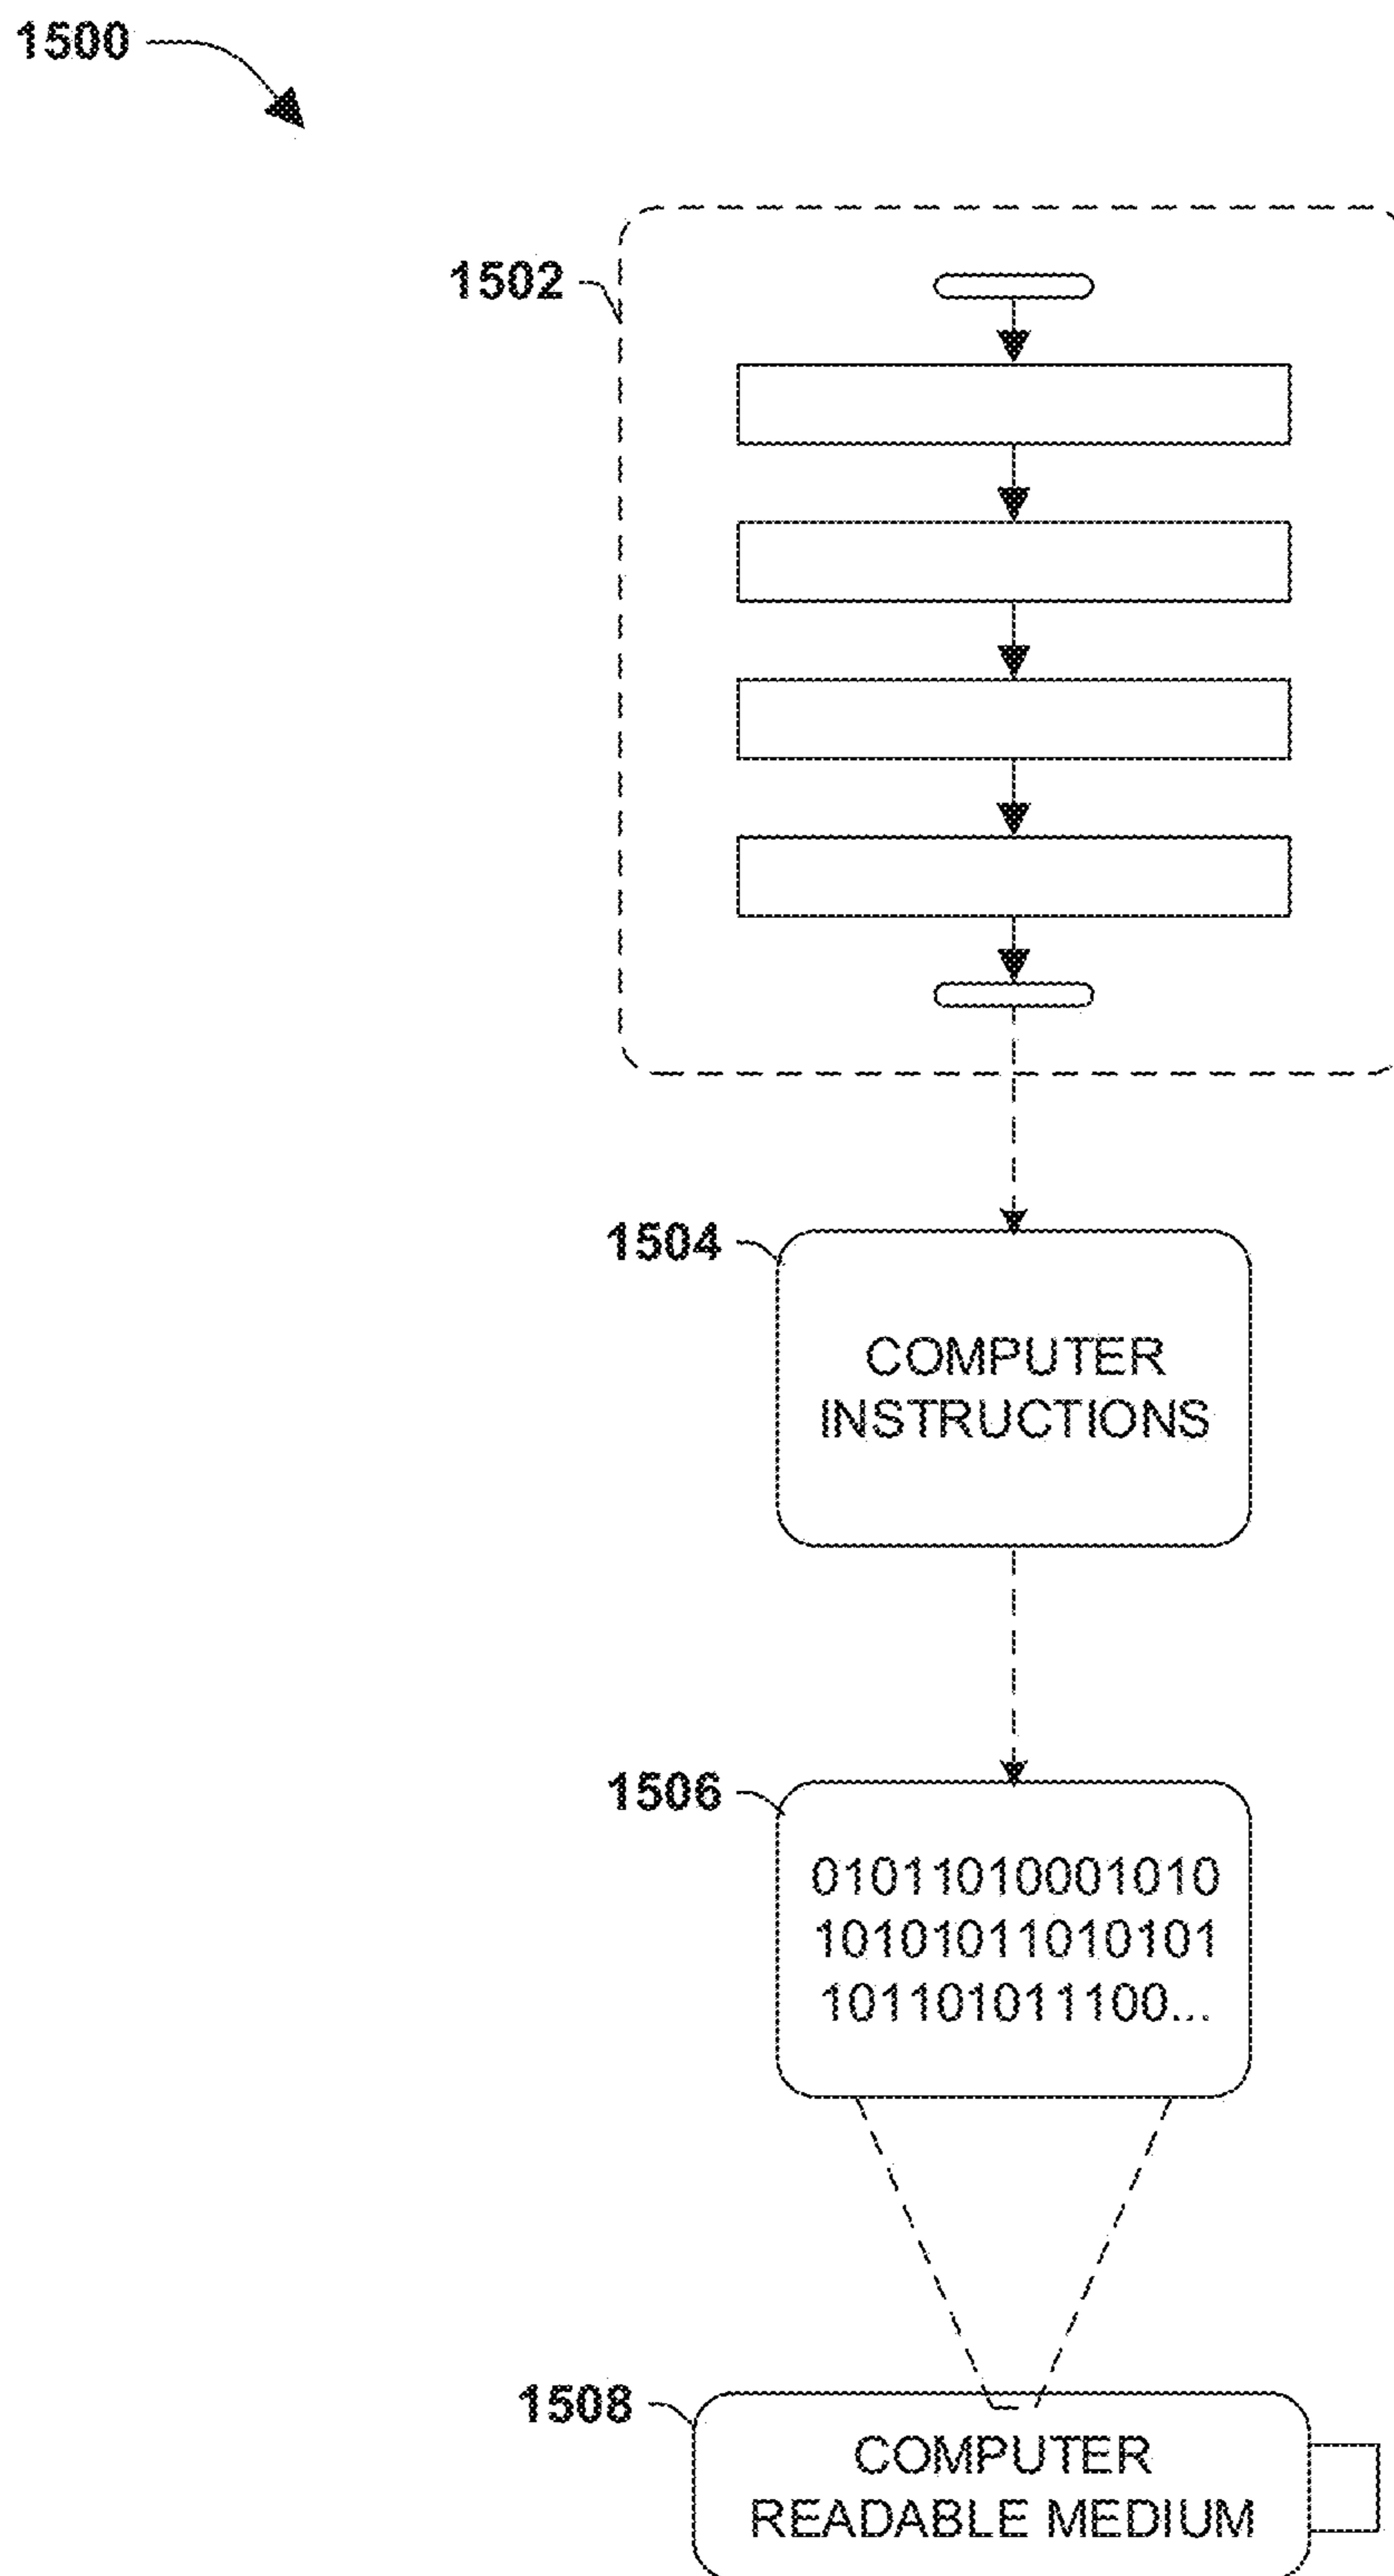 1500
1502
1504
COMPUTER
INSTRUCTIONS
1506
01011010001010
10101011010101
101101011100...
1508
COMPUTER
READABLE MEDIUM